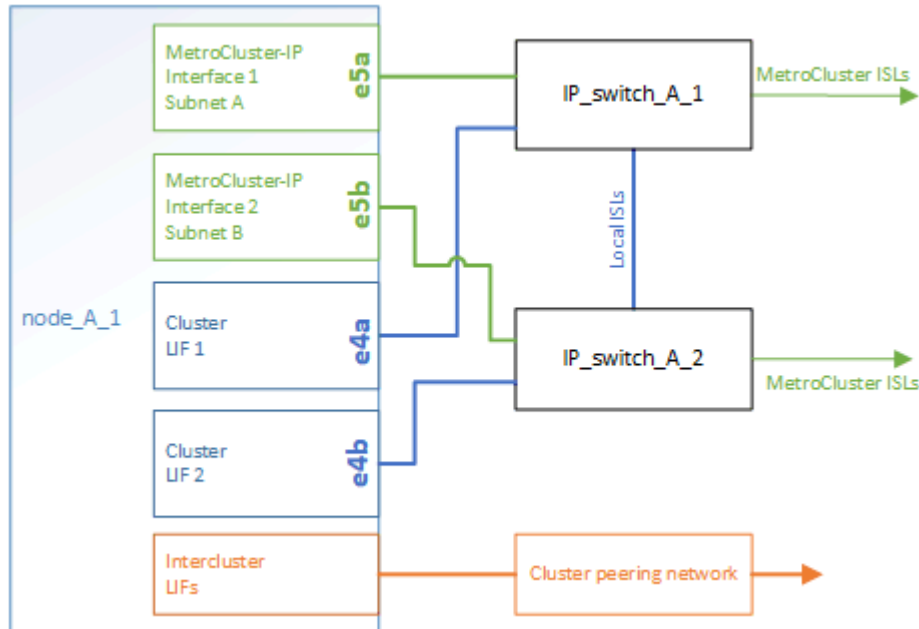 node_A_1
MetroCluster-IP
Interface 1
Subnet A
e5a
MetroCluster-IP
Interface 2
Subnet B
e5b
Cluster
LIF 1
e4a
Cluster
LIF 2
e4b
Intercluster
LIFs
IP_switch_A_1
MetroCluster ISLs
Local ISLs
IP_switch_A_2
MetroCluster ISLs
Cluster peering network